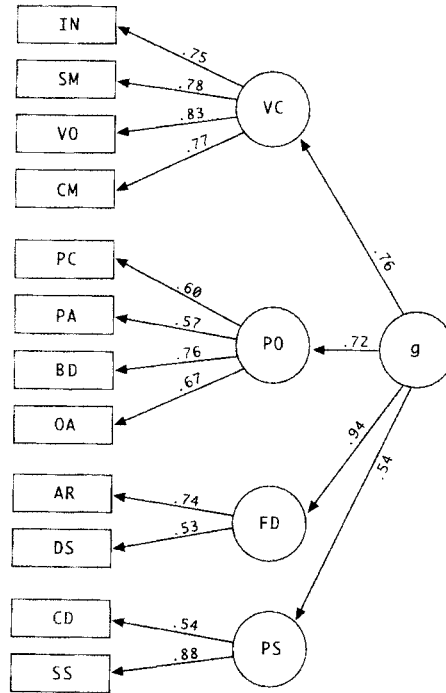 IN
SM
VO
CM
.75
.78
.83
.77
VC
PC
PA
BD
OA
.60
.57
.76
.67
PO
AR
DS
.74
.53
FD
CD
SS
.54
.88
PS
.76
.72
.94
.54
g